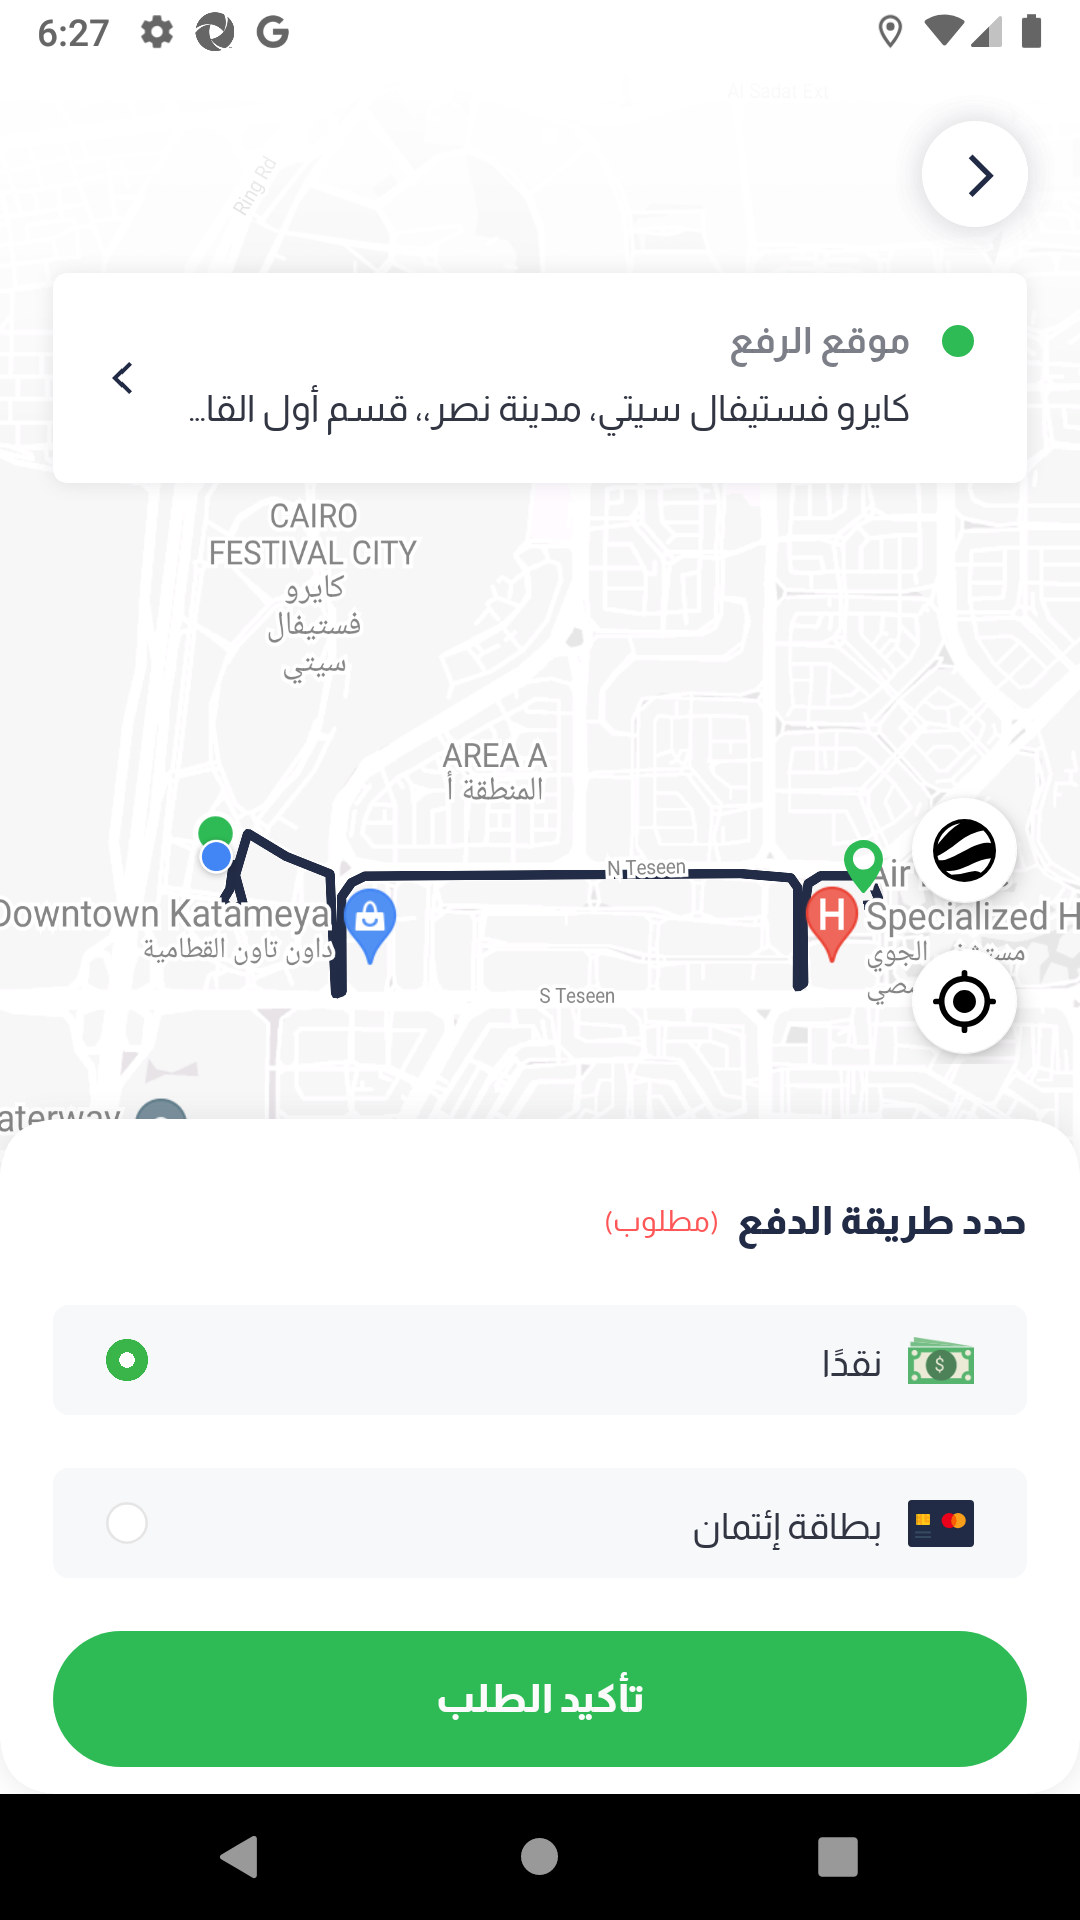 6:27
Al Sadat Ext
Ring Rd
موقع الرفع
كايرو فستيفال سيتي، مدينة نصر،، قسم أول القا...
CAIRO
FESTIVAL CITY
كايرو
فستيفال
سيتي
AREA A
المنطقة أ
N Teseen
Air
Downtown Katameya
داون تاون القطامية
H
Specialized H
الجوي
S Teseen
aterway
حدد طريقة الدفع (مطلوب)
نقدًا
بطاقة إئتمان
تأكيد الطلب